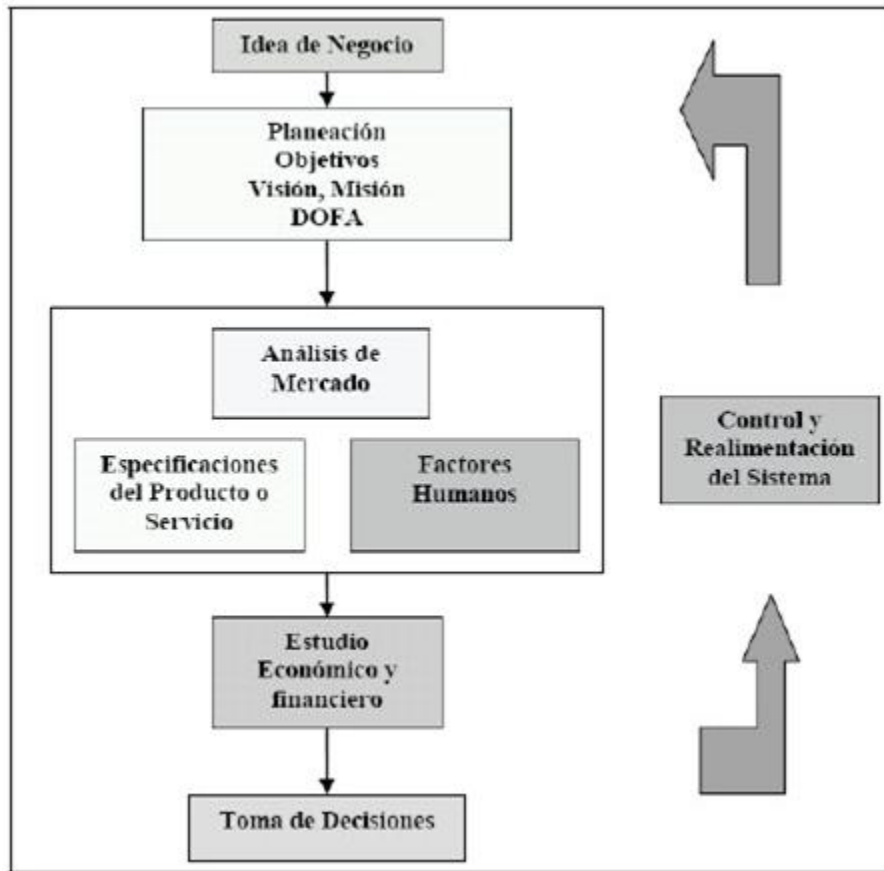 Idea de Negocio
Planeación
Objetivos
Visión, Misión
DOFA
Análisis de
Mercado
Especificaciones
del Producto o
Servicio
Factores
Humanos
Control y
Realimentación
del Sistema
Estudio
Económico y
financiero
Toma de Decisiones